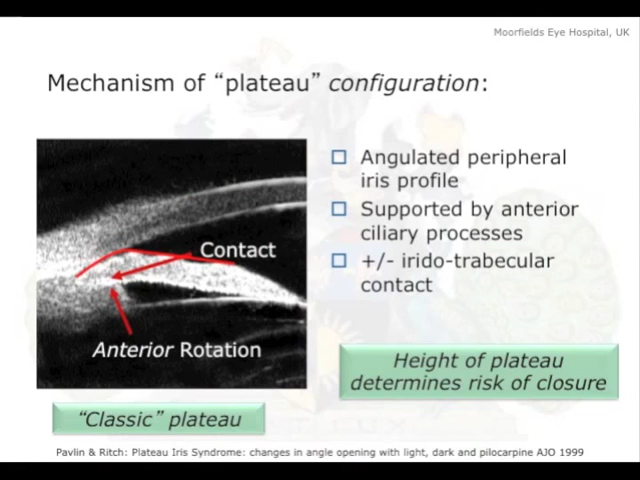 Moorfields Eye Hospital, UK
Mechanism of “plateau” configuration:
Contact
Anterior Rotation
“Classic” plateau
Angulated peripheral
iris profile
Supported by anterior
ciliary processes
+/- irido-trabecular
contact
Height of plateau
determines risk of closure
Pavlin & Ritch: Plateau Iris Syndrome: changes in angle opening with light, dark and pilocarpine AJO 1999